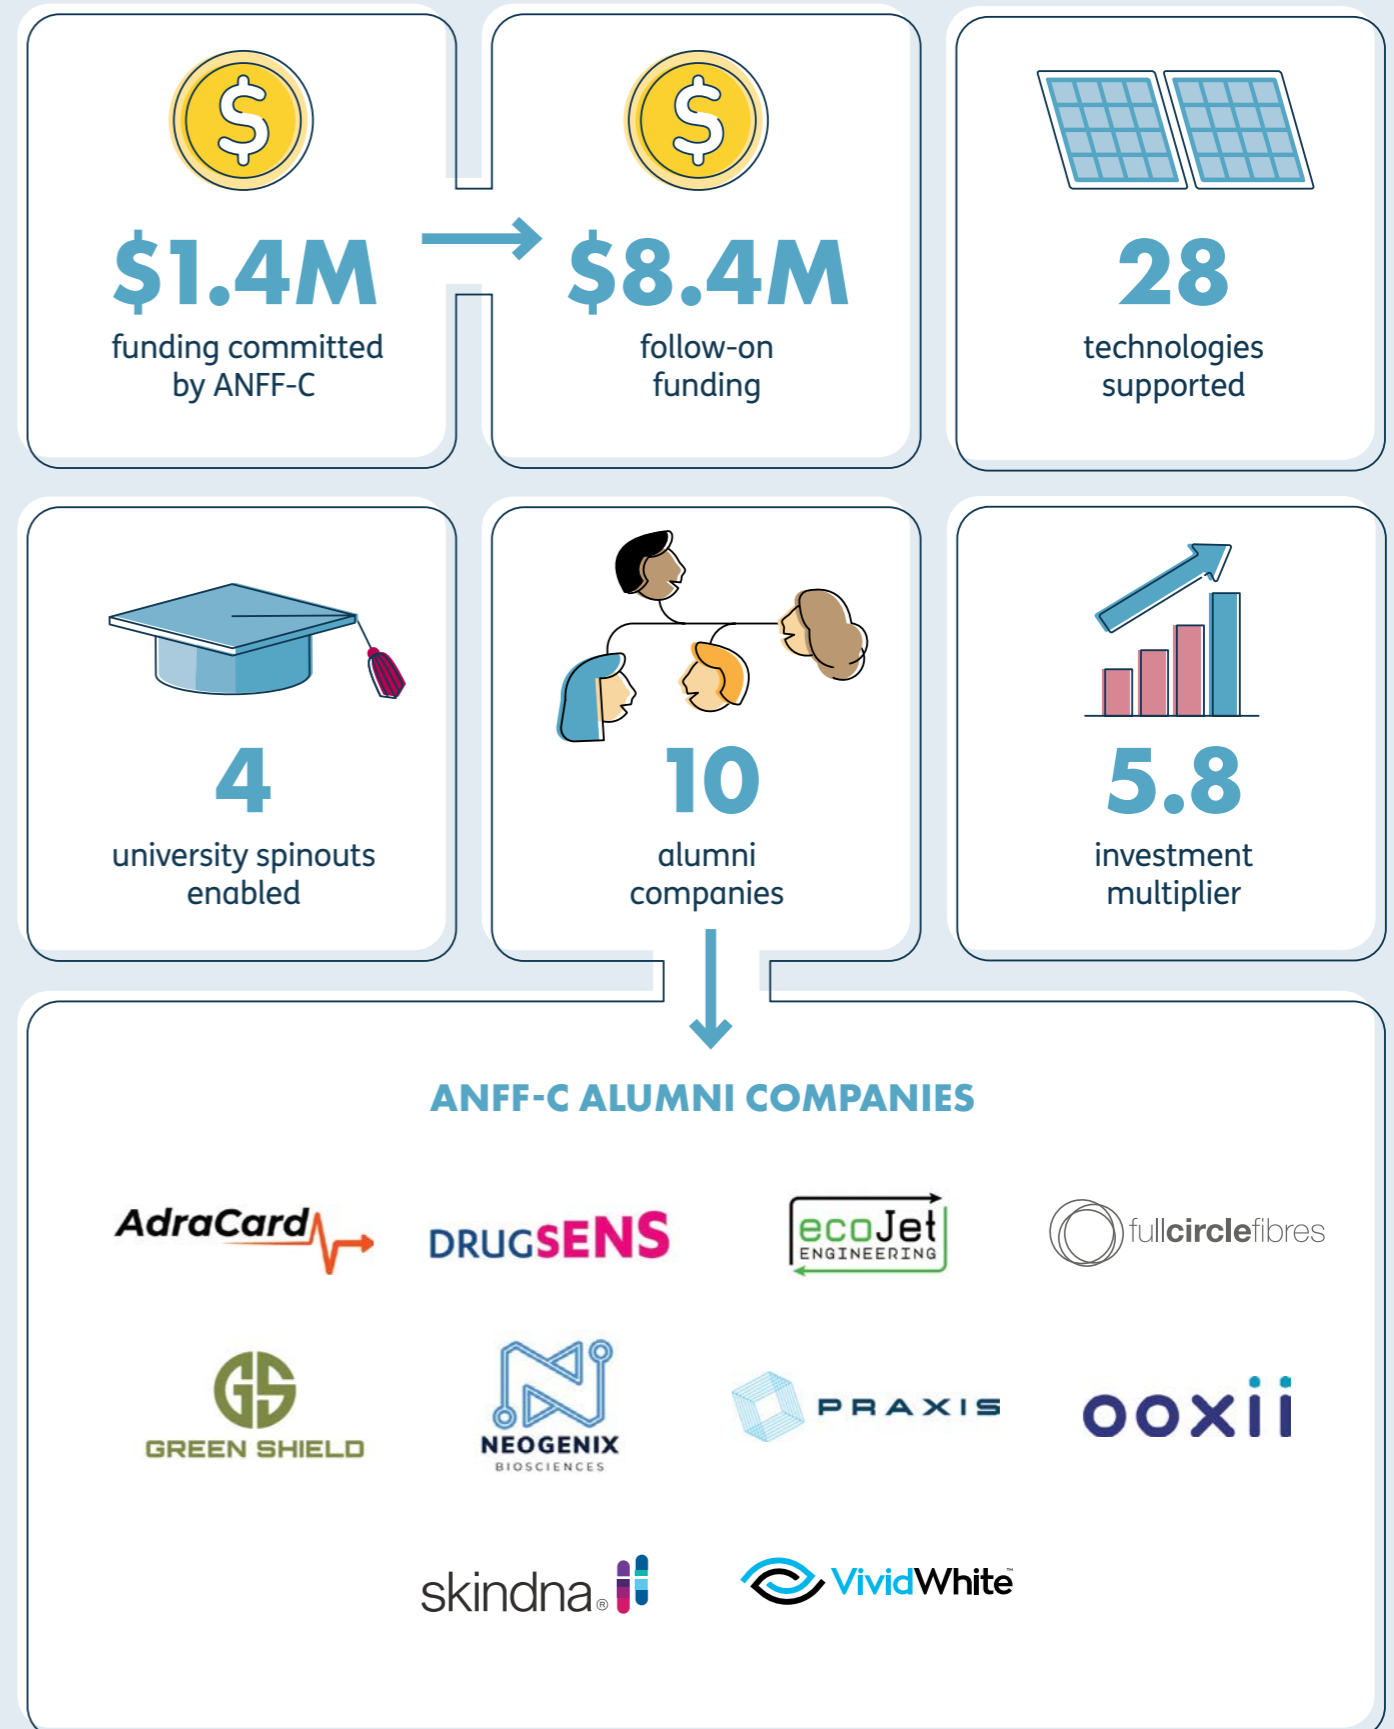 $1.4M
funding committed
by ANFF-C
$8.4M
follow-on
funding
28
technologies
supported
4
university spinouts
enabled
10
alumni
companies
5.8
investment
multiplier
ANFF-C ALUMNI COMPANIES
AdraCard
DRUGSENS
ecoJet
ENGINEERING
fullcirclefibres
GS
GREEN SHIELD
NEOGENIX
BIOSCIENCES
PRAXIS
ooxii
skindna®
VividWhite™